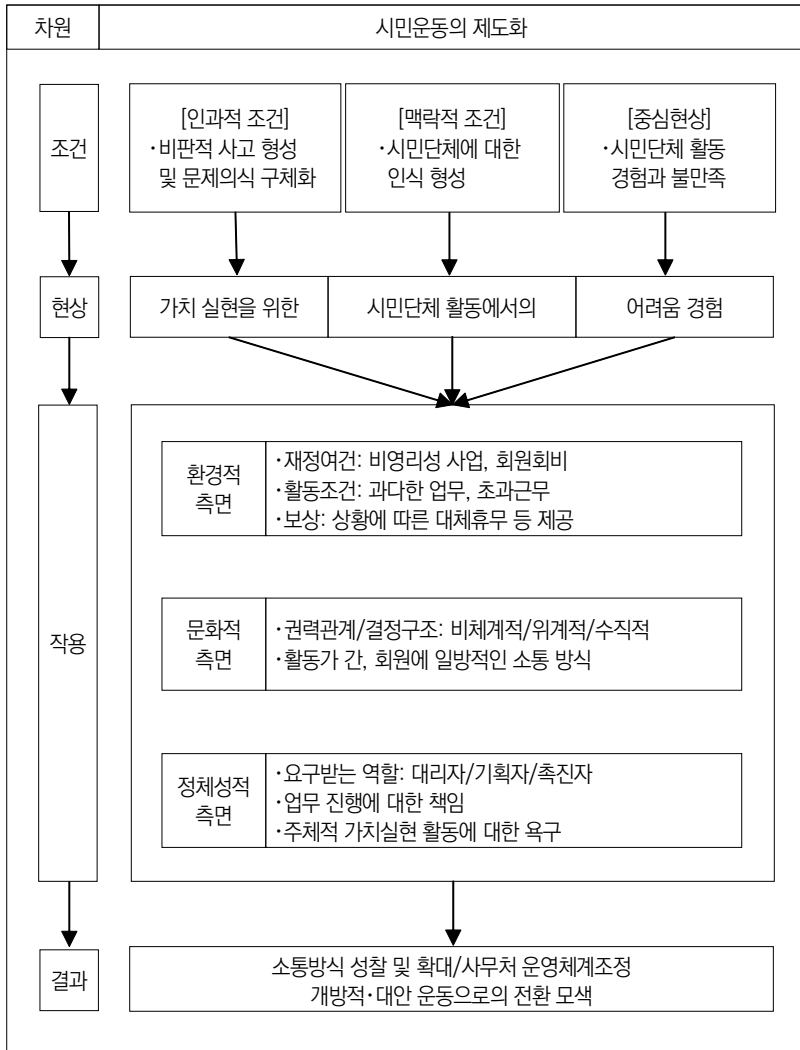 차원
시민운동의 제도화
조건
[인과적 조건]
·비판적 사고 형성
및 문제의식 구체화
[맥락적 조건]
·시민단체에 대한
인식 형성
[중심현상]
·시민단체 활동
경험과 불만족
현상
가치 실현을 위한
시민단체 활동에서의
어려움 경험
작용
환경적
측면
·재정여건: 비영리성 사업, 회원회비
·활동조건: 과다한 업무, 초과근무
·보상: 상황에 따른 대체휴무 등 제공
문화적
측면
·권력관계/결정구조: 비체계적/위계적/수직적
·활동가 간, 회원에 일방적인 소통 방식
정체성적
측면
·요구받는 역할: 대리자/기획자/촉진자
·업무 진행에 대한 책임
·주체적 가치실현 활동에 대한 욕구
결과
소통방식 성찰 및 확대/사무처 운영체계조정
개방적·대안 운동으로의 전환 모색